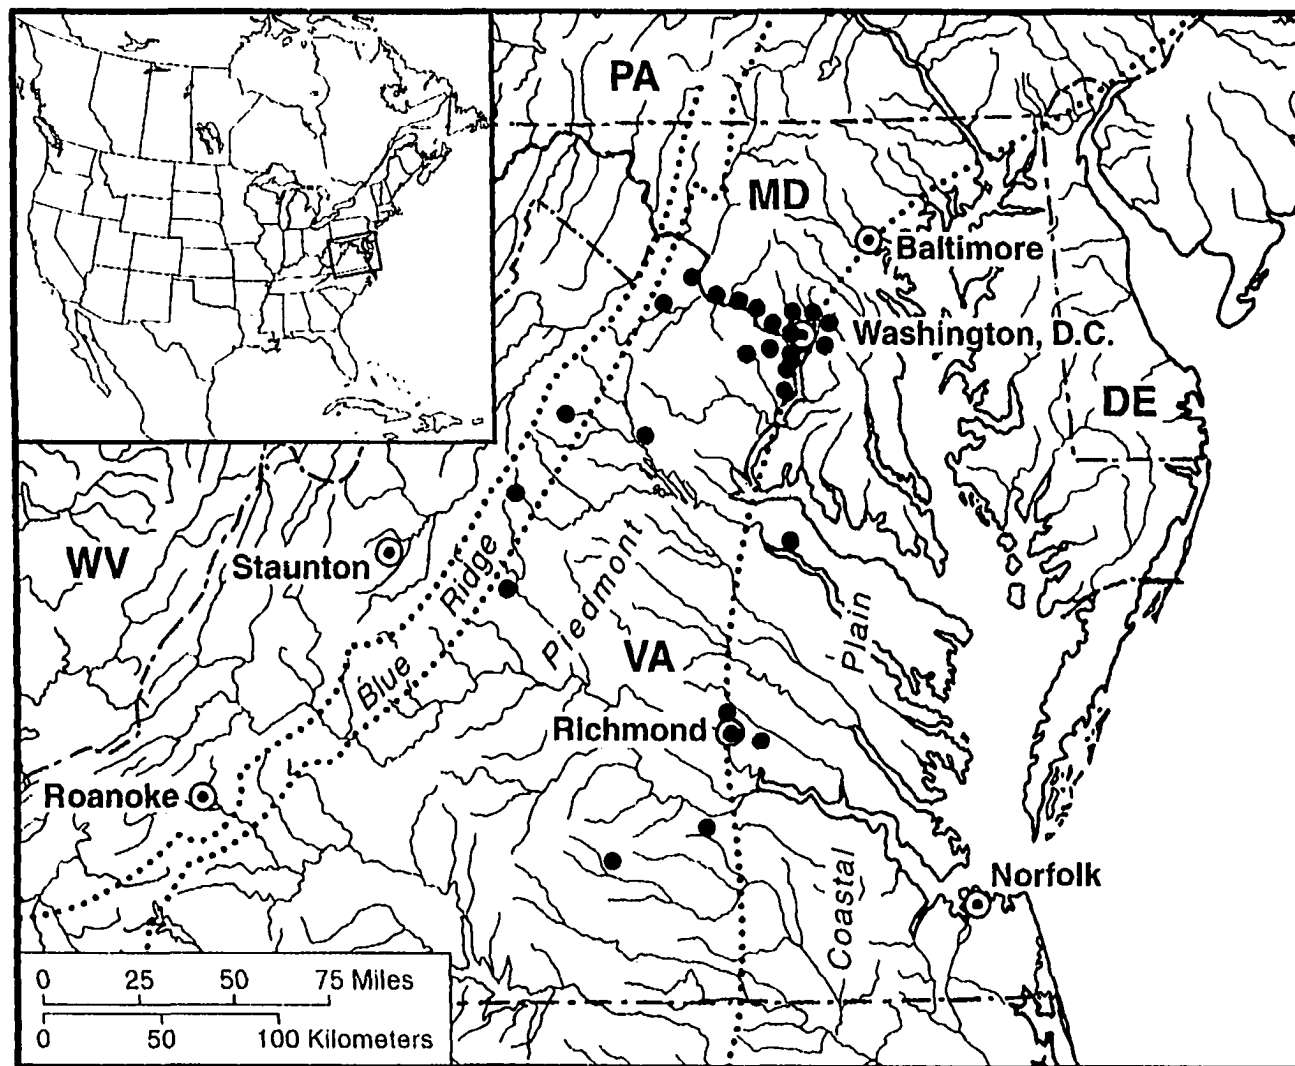 PA
MD
Baltimore
Washington, D.C.
DE
WV
Staunton
Ridge
Blue
Piedmont
VA
Plain
Richmond
Roanoke
Coastal
Norfolk
0 25 50 75 Miles
0 50 100 Kilometers